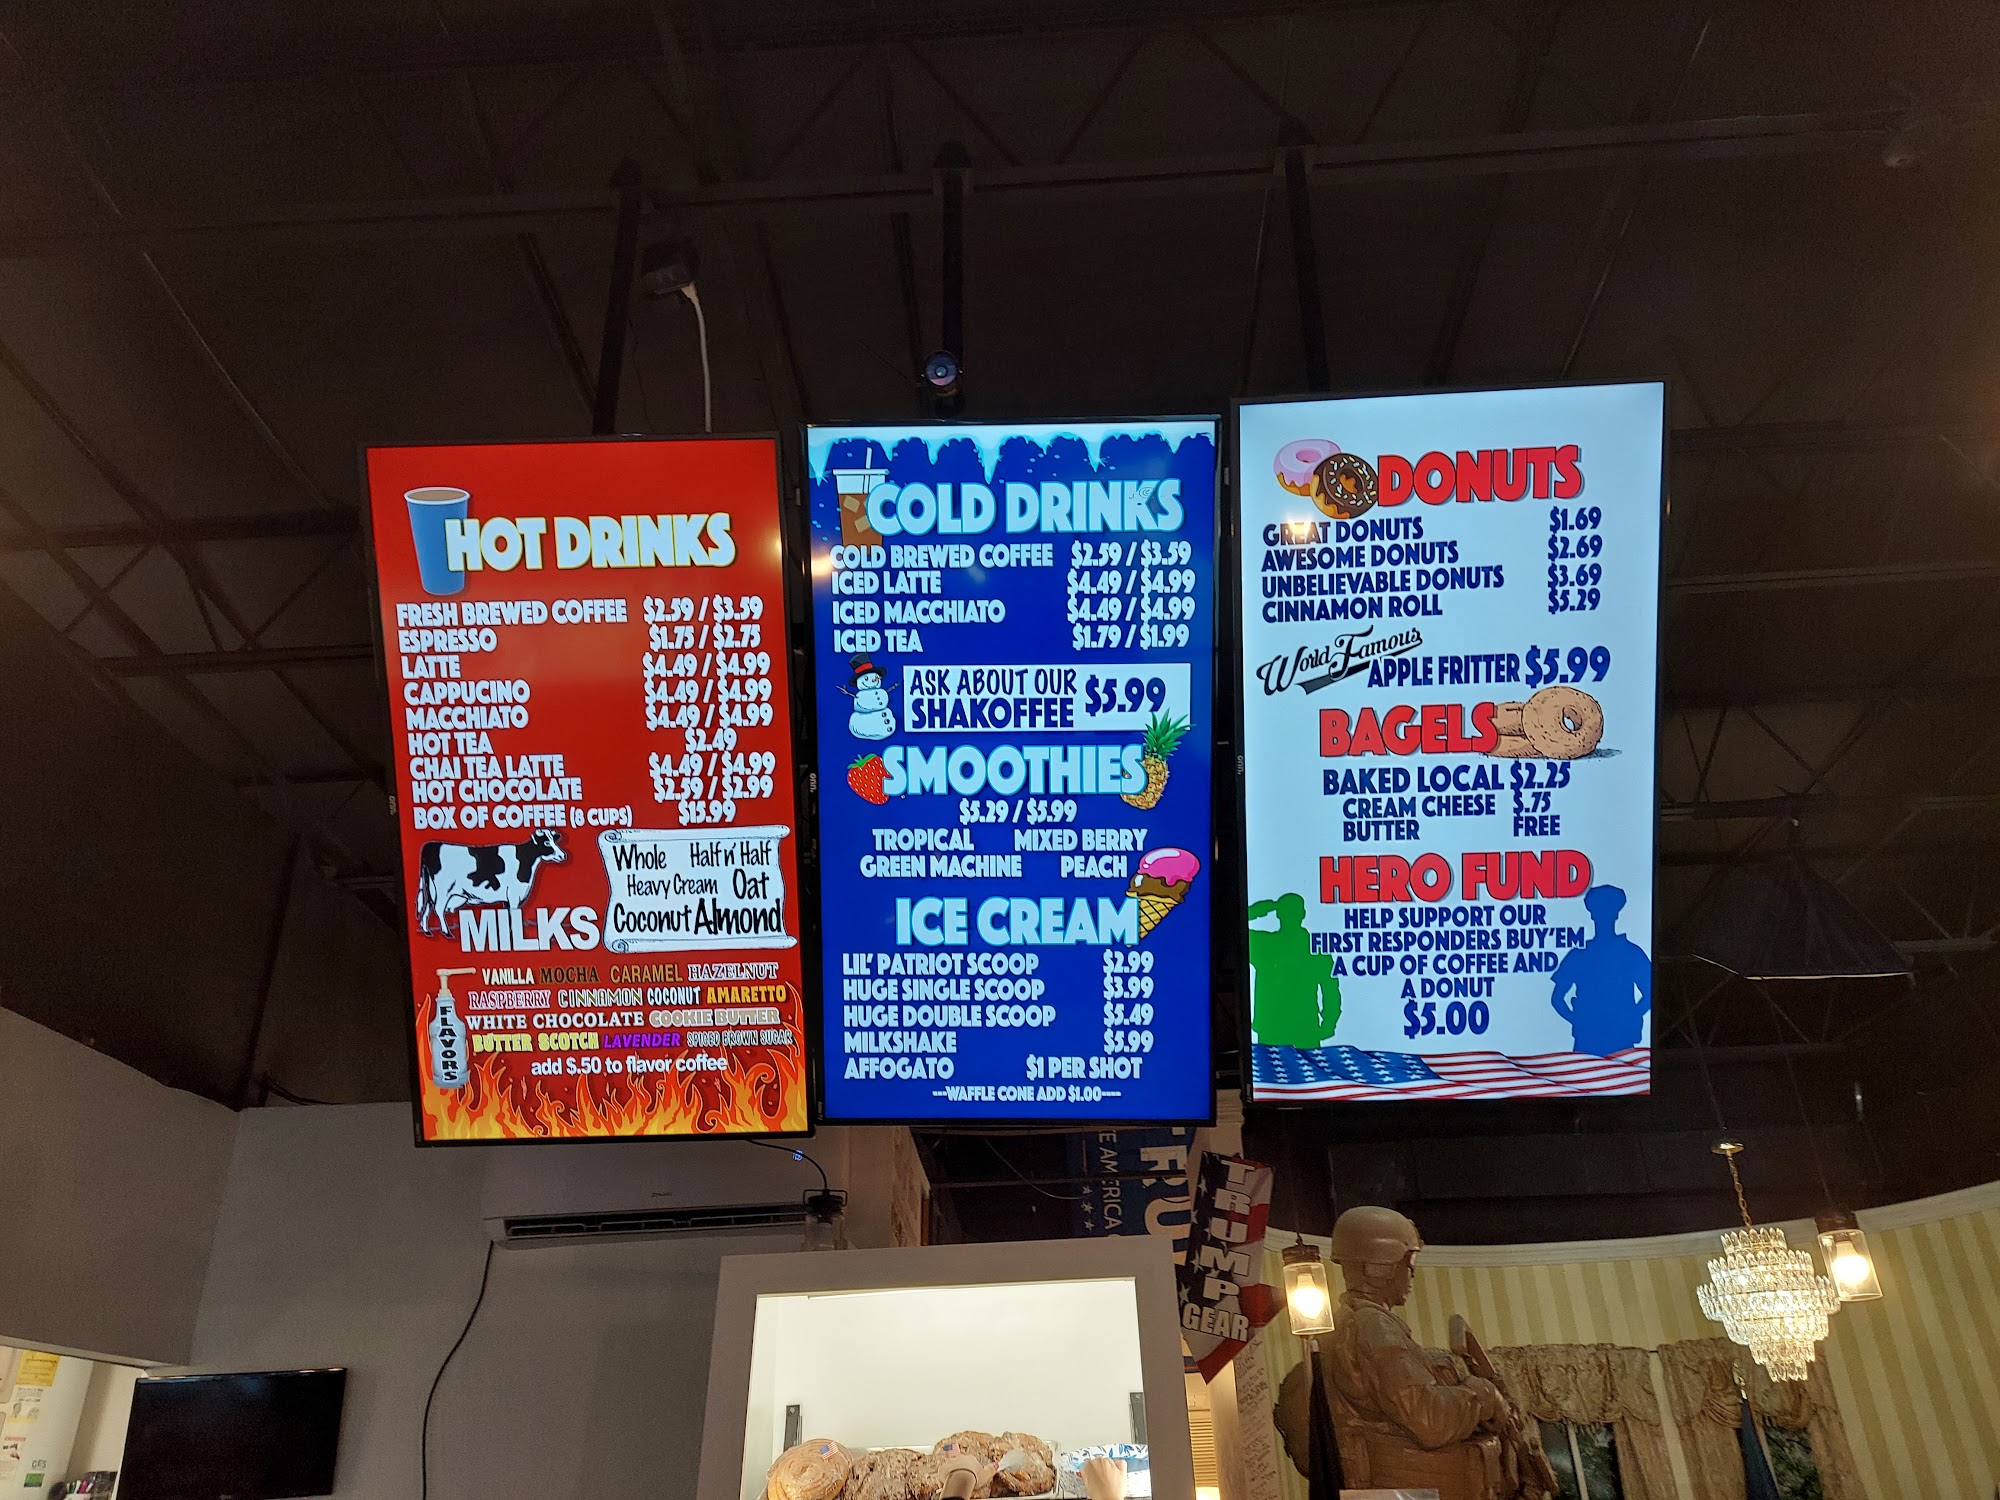 HOT DRINKS
FRESH BREWED COFFEE $2.59 / $3.59
ESPRESSO $1.75 / $2.75
LATTE $4.49 / $4.99
CAPPUCINO $4.49 / $4.99
MACCHIATO $4.49 / $4.99
HOT TEA $2.49
CHAI TEA LATTE $4.49 / $4.99
HOT CHOCOLATE $2.59 / $2.99
BOX OF COFFEE (8 CUPS) $15.99
MILKS
Whole Half n' Half
Heavy Cream Oat
Coconut Almond
FLAVORS
VANILLA MOCHA CARAMEL HAZELNUT
RASPBERRY CINNAMON COCONUT AMARETTO
WHITE CHOCOLATE COOKIE BUTTER
BUTTER SCOTCH LAVENDER SPICED BROWN SUGAR
add $.50 to flavor coffee
COLD DRINKS
COLD BREWED COFFEE $2.59 / $3.59
ICED LATTE $4.49 / $4.99
ICED MACCHIATO $4.49 / $4.99
ICED TEA $1.79 / $1.99
ASK ABOUT OUR
SHAKOFFEE $5.99
SMOOTHIES
$5.29 / $5.99
TROPICAL MIXED BERRY
GREEN MACHINE PEACH
ICE CREAM
LIL' PATRIOT SCOOP $2.99
HUGE SINGLE SCOOP $3.99
HUGE DOUBLE SCOOP $5.49
MILKSHAKE $5.99
AFFOGATO $1 PER SHOT
---WAFFLE CONE ADD $1.00----
DONUTS
GREAT DONUTS $1.69
AWESOME DONUTS $2.69
UNBELIEVABLE DONUTS $3.69
CINNAMON ROLL $5.29
World Famous
APPLE FRITTER $5.99
BAGELS
BAKED LOCAL $2.25
CREAM CHEESE $.75
BUTTER FREE
HERO FUND
HELP SUPPORT OUR
FIRST RESPONDERS BUY'EM
A CUP OF COFFEE AND
A DONUT
$5.00
TRUMP
GEAR
AMERICA
onn.
onn.